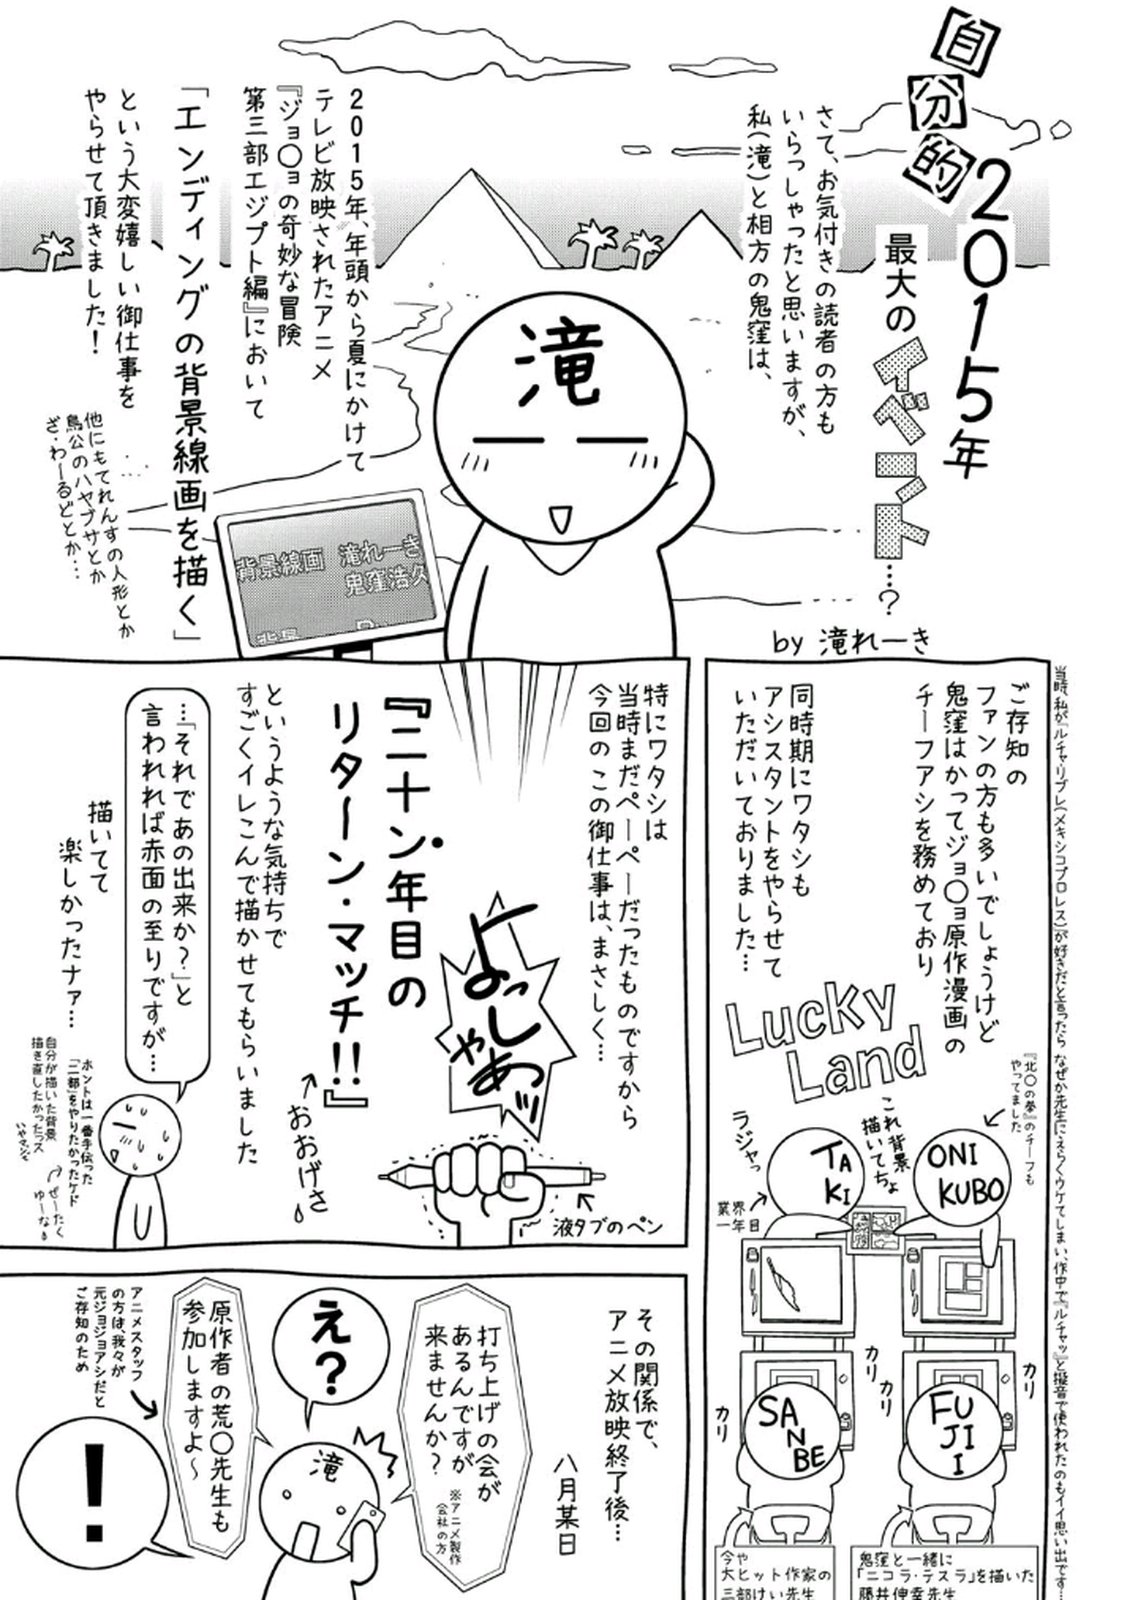 自分的
2015年
最大の
イベント…?
by 滝れーき
さて、お気付きの読者の方も
いらっしゃったと思いますが、
私(滝)と相方の鬼窪は、
2015年、年頭から夏にかけて
テレビ放映されたアニメ
『ジョ〇ョの奇妙な冒険
第三部エジプト編』において
「エンディングの背景線画を描く」
という大変嬉しい御仕事を
やらせて頂きました!
他にもてれんすの人形とか
鳥公のハヤブサとか
ざ・わーるどとか…
滝
背景線画 滝れーき
鬼窪浩久
背景
当時、私が『ルチャ・リブレ(メキシコプロレス)が好きだと言ったら なぜか先生にえらくウケてしまい、作中で『ルチャッ』と擬音で使われたのもイイ思い出です…
ご存知の
ファンの方も多いでしょうけど
鬼窪はかつてジョ〇ョ原作漫画の
チーフアシを務めており
同時期にワタシも
アシスタントをやらせて
いただいておりました…
Lucky
Land
『北〇の拳』のチーフも
やってました
ONI
KUBO
これ背景
描いてちょ
TA
KI
ラジャっ
業界
一年目
カリ
カリ
カリ
カリ
FU
JI
I
SA
N
BE
鬼窪と一緒に
「ニコラ・テスラ」を描いた
藤井伸幸先生
今や
大ヒット作家の
三部けい先生
特にワタシは
当時まだペーペーだったものですから
今回のこの御仕事は、まさしく…
よっしゃあッ
液タブのペン
『二十ン年目の
リターン・マッチ!!』
おおげさ
というような気持ちで
すごくイレこんで描かせてもらいました
…「それであの出来か?」と
言われれば赤面の至りですが…
描いてて
楽しかったナァ…
ホントは一番手伝った
「二部」をやりたかったケド
自分が描いた背景
描き直したかったっス
いやマジで
ぜーたく
ゆーな
その関係で、
アニメ放映終了後…
八月某日
打ち上げの会が
あるんですが
来ませんか?
※アニメ製作
会社の方
え?
滝
原作者の荒〇先生も
参加しますよ〜
アニメスタッフ
の方は、我々が
元ジョジョアシだと
ご存知のため
!